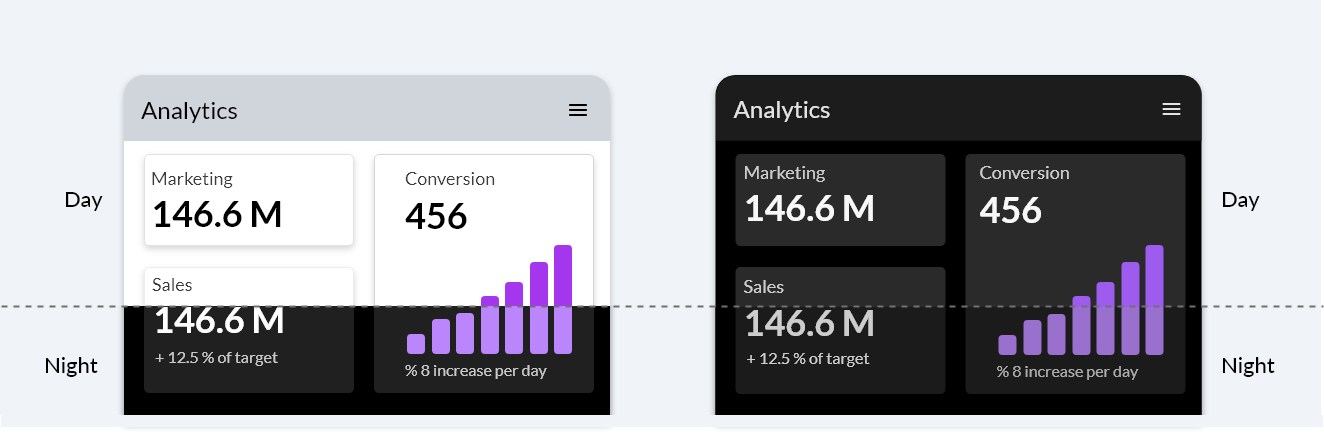 Analytics
Marketing
146.6 M
Conversion
456
Day
Sales
146.6 M
+ 12.5 % of target
% 8 increase per day
Night
Analytics
Marketing
146.6 M
Conversion
456
Day
Sales
146.6 M
+ 12.5 % of target
% 8 increase per day
Night